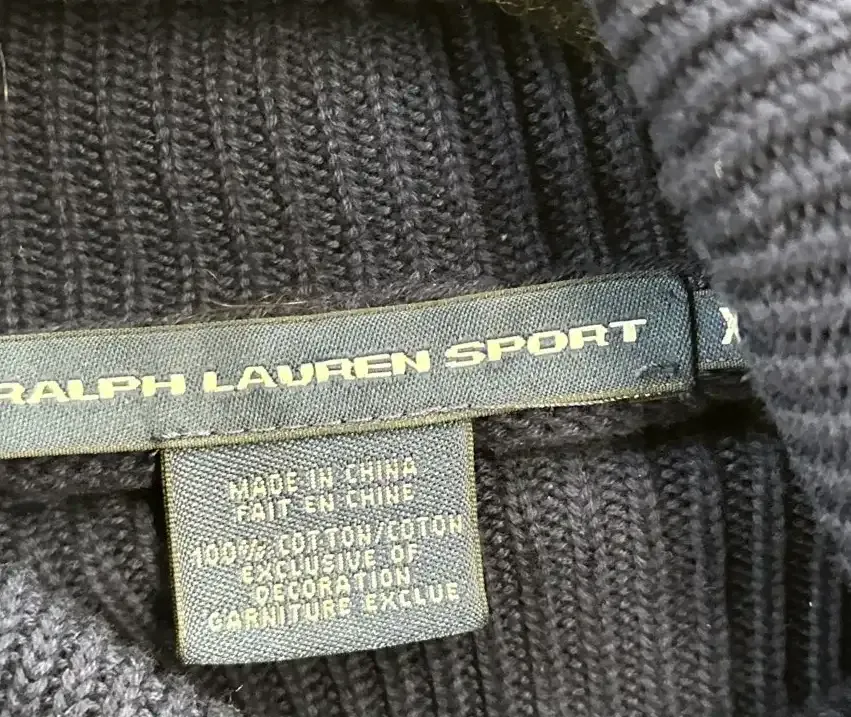 RALPH LAUREN SPORT
X
MADE IN CHINA
FAIT EN CHINE
100% COTTON/COTON
EXCLUSIVE OF
DECORATION
GARNITURE EXCLUE